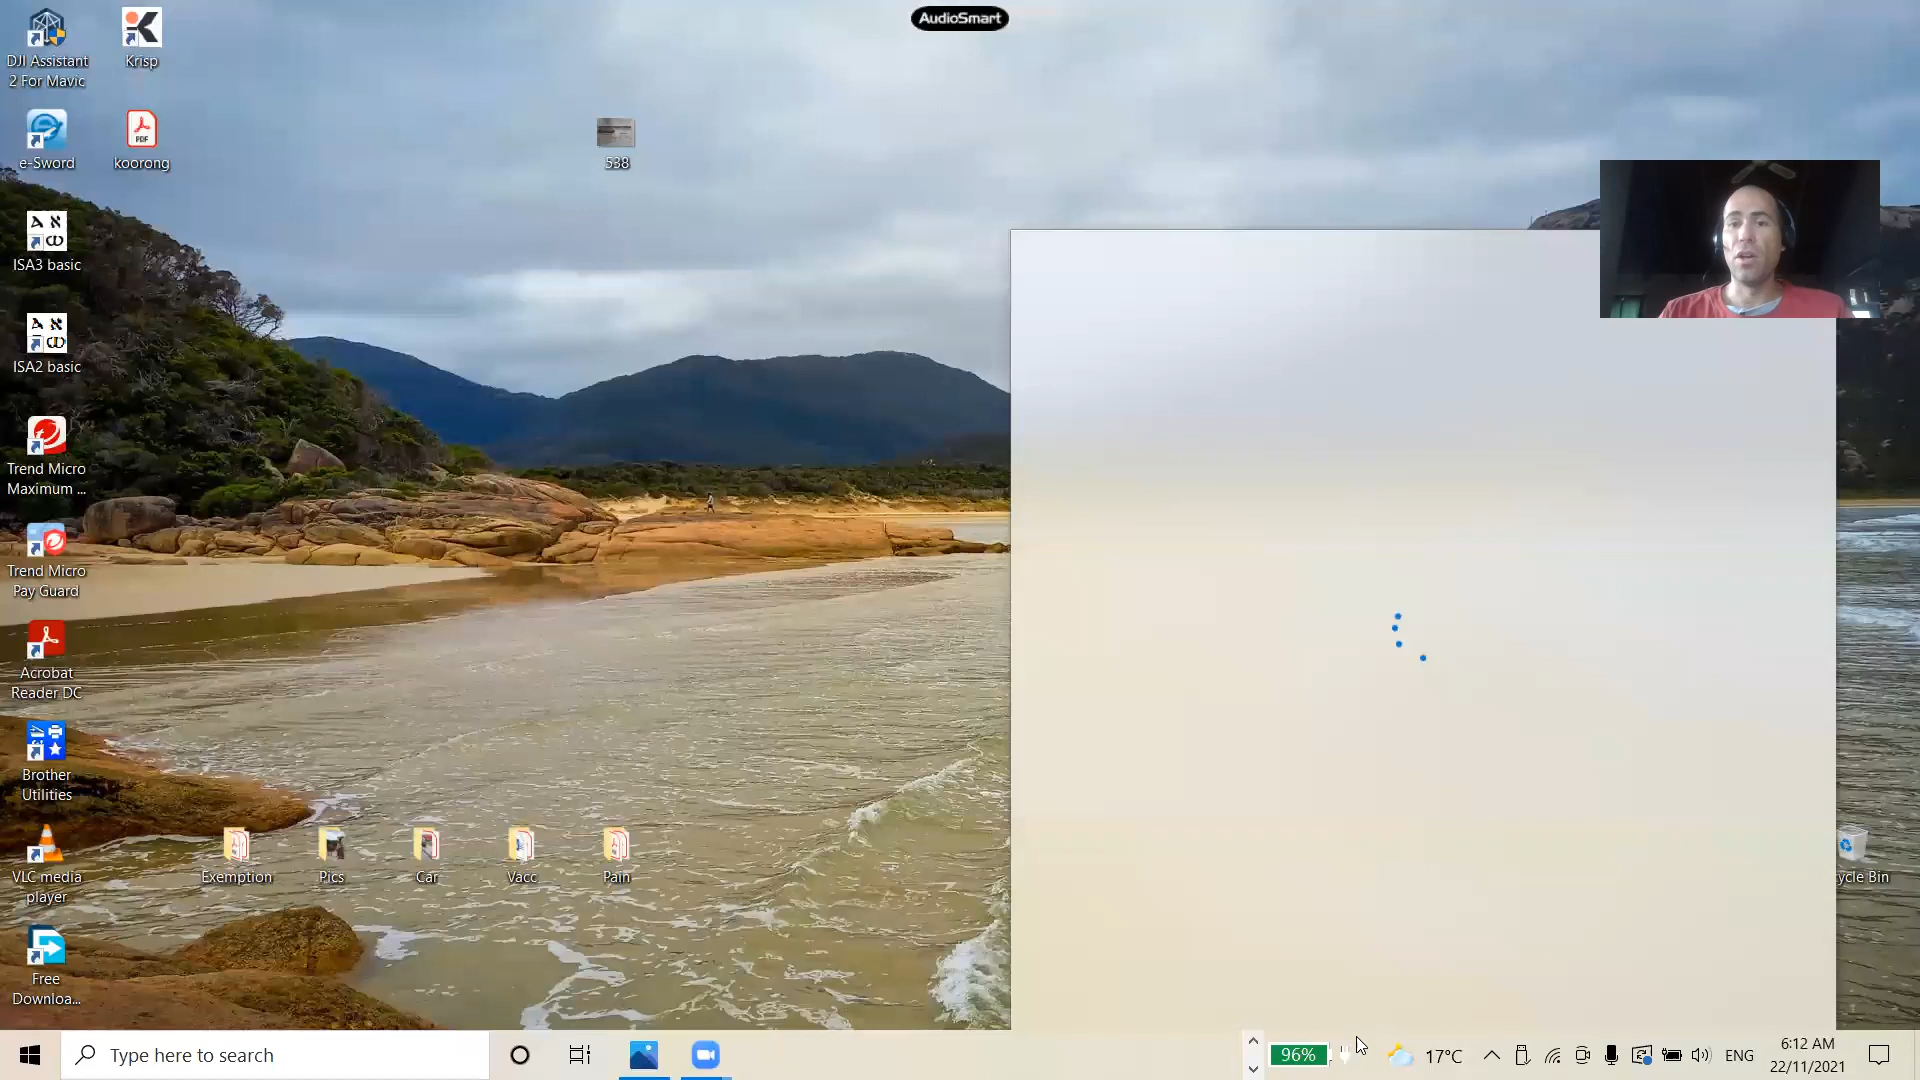 AudioSmart
DJI Assistant
2 For Mavic
Krisp
e-Sword
koorong
PDF
538
ISA3 basic
ISA2 basic
Trend Micro
Maximum ...
Trend Micro
Pay Guard
Acrobat
Reader DC
Brother
Utilities
VLC media
player
Exemption
Pics
Car
Vacc
Pain
ycle Bin
Free
Downloa...
Type here to search
96%
17°C
ENG
6:12 AM
22/11/2021